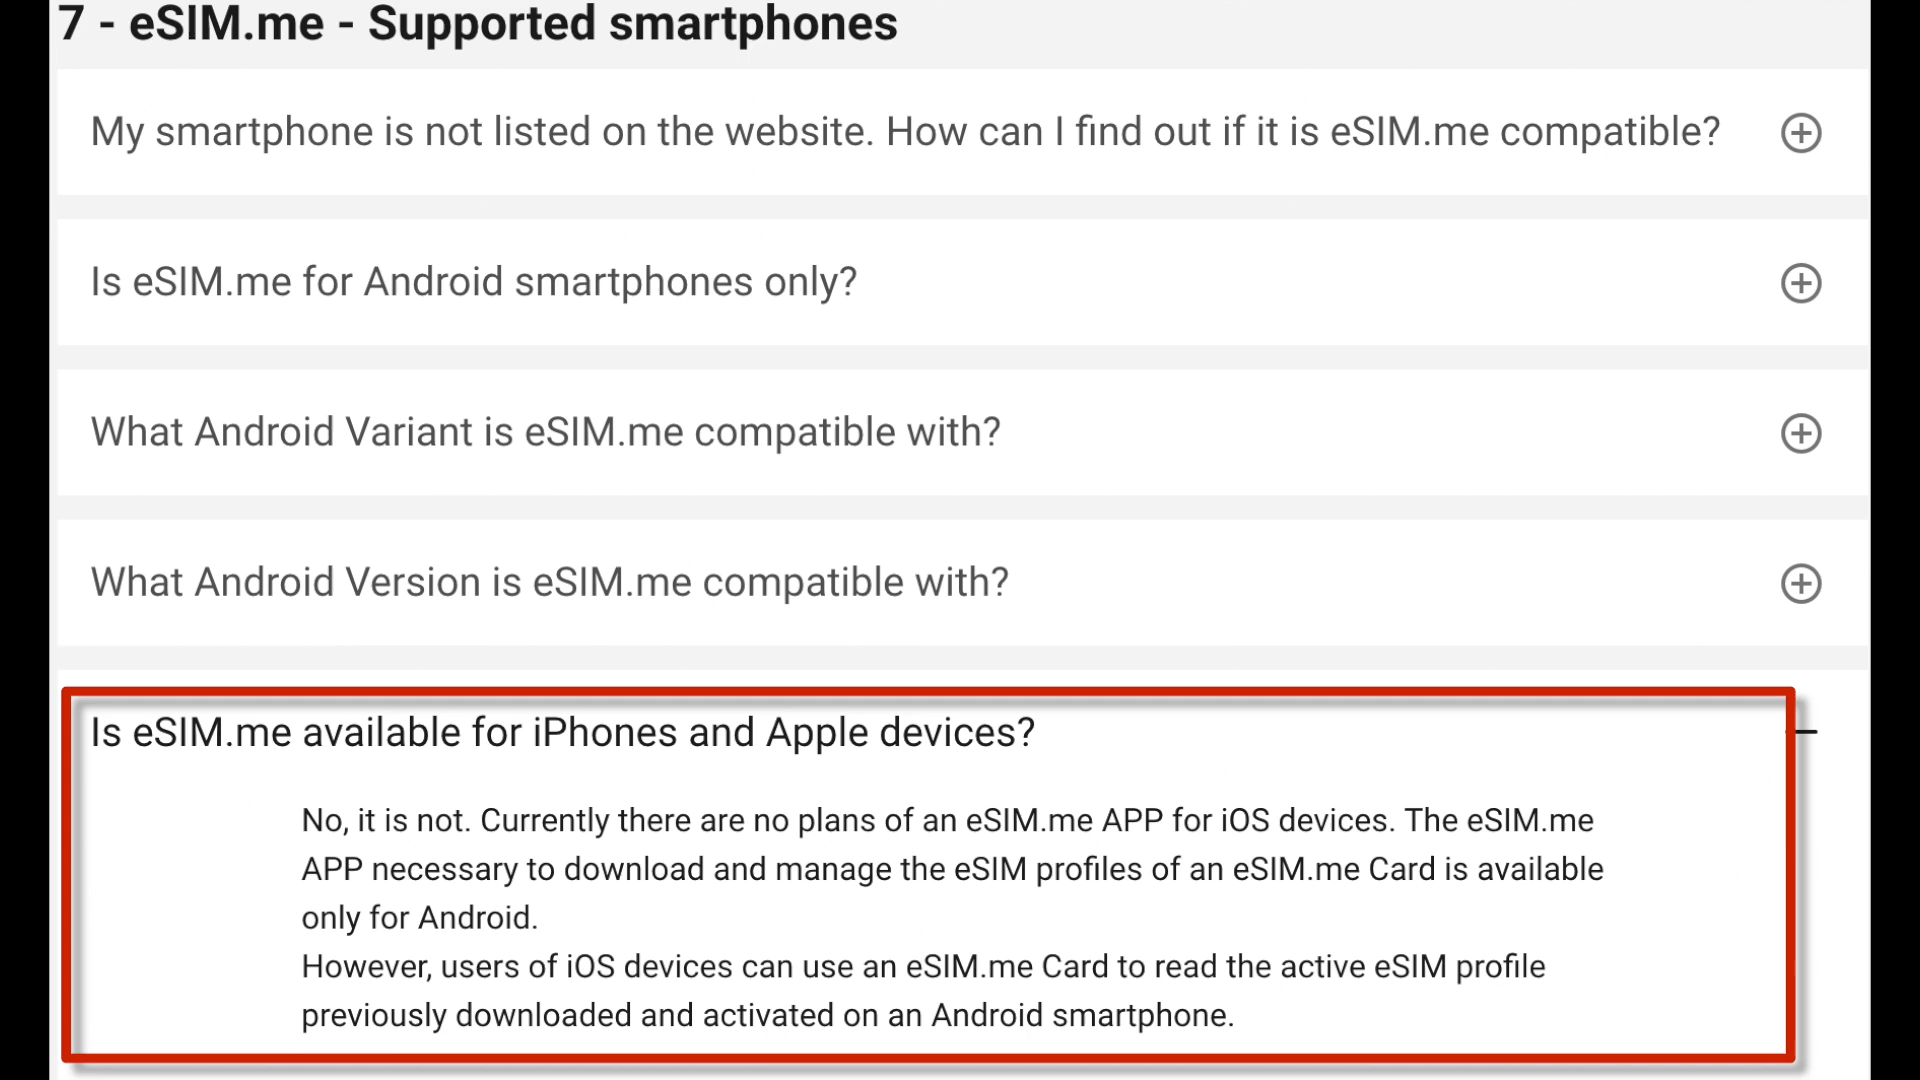 7 - eSIM.me - Supported smartphones
My smartphone is not listed on the website. How can I find out if it is eSIM.me compatible?
Is eSIM.me for Android smartphones only?
What Android Variant is eSIM.me compatible with?
What Android Version is eSIM.me compatible with?
Is eSIM.me available for iPhones and Apple devices?
No, it is not. Currently there are no plans of an eSIM.me APP for iOS devices. The eSIM.me
APP necessary to download and manage the eSIM profiles of an eSIM.me Card is available
only for Android.
However, users of iOS devices can use an eSIM.me Card to read the active eSIM profile
previously downloaded and activated on an Android smartphone.